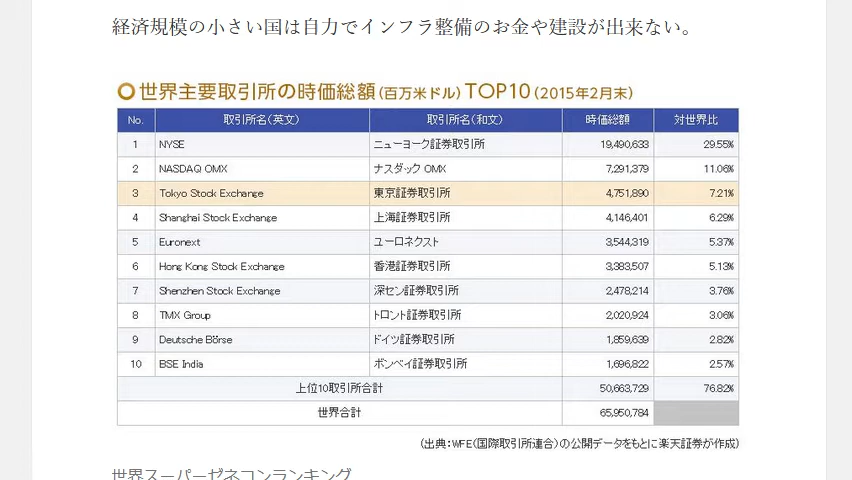 経済規模の小さい国は自力でインフラ整備のお金や建設が出来ない。
世界主要取引所の時価総額(百万米ドル) TOP10 (2015年2月末)
No. 取引所名(英文) 取引所名(和文) 時価総額 対世界比
1 NYSE ニューヨーク証券取引所 19,490,633 29.55%
2 NASDAQ OMX ナスダック OMX 7,291,379 11.06%
3 Tokyo Stock Exchange 東京証券取引所 4,751,890 7.21%
4 Shanghai Stock Exchange 上海証券取引所 4,146,401 6.29%
5 Euronext ユーロネクスト 3,544,319 5.37%
6 Hong Kong Stock Exchange 香港証券取引所 3,383,507 5.13%
7 Shenzhen Stock Exchange 深セン証券取引所 2,478,214 3.76%
8 TMX Group トロント証券取引所 2,020,924 3.06%
9 Deutsche Börse ドイツ証券取引所 1,859,639 2.82%
10 BSE India ボンベイ証券取引所 1,696,822 2.57%
上位10取引所合計 50,663,729 76.82%
世界合計 65,950,784
(出典:WFE(国際取引所連合)の公開データをもとに楽天証券が作成)
世界スーパーゼネコンランキング